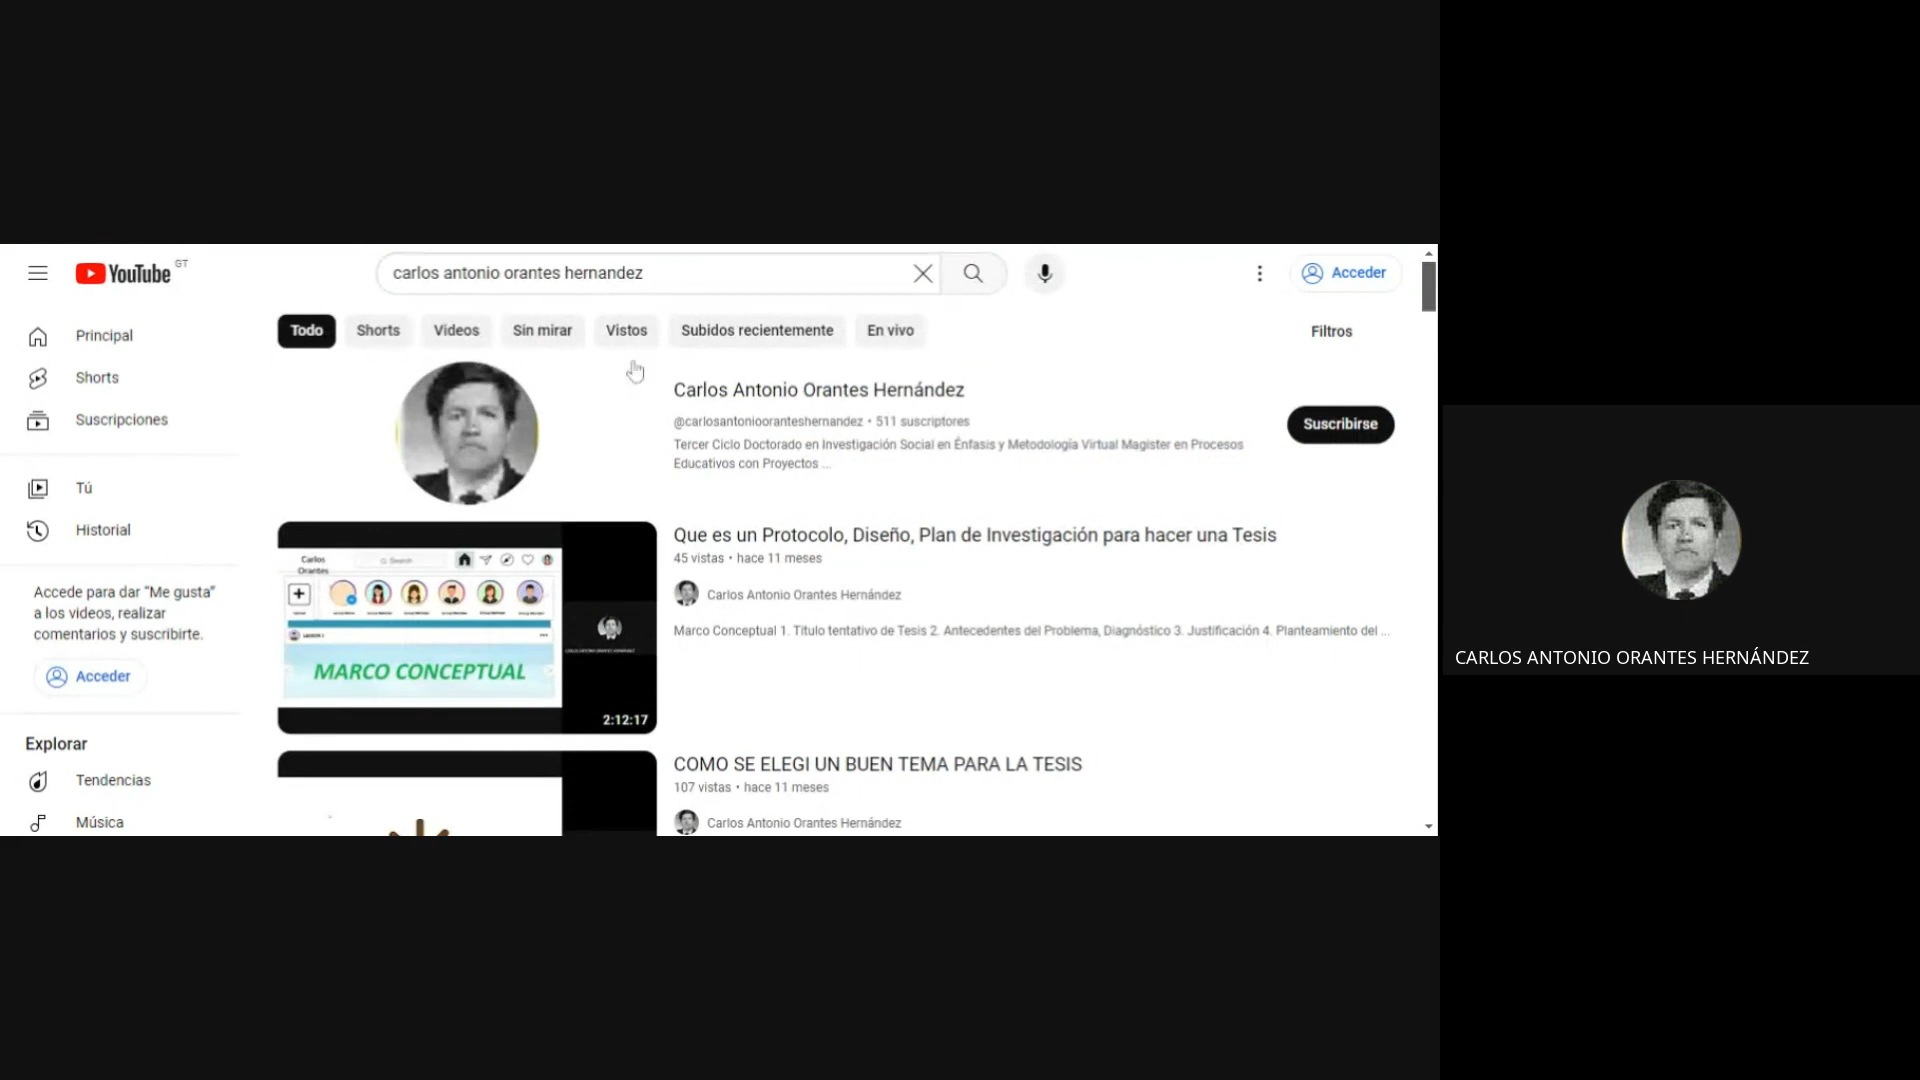 YouTube GT
carlos antonio orantes hernandez
Acceder
Todo
Shorts
Videos
Sin mirar
Vistos
Subidos recientemente
En vivo
Filtros
Principal
Shorts
Suscripciones
Tú
Historial
Accede para dar “Me gusta”
a los videos, realizar
comentarios y suscribirte.
Acceder
Explorar
Tendencias
Música
Carlos Antonio Orantes Hernández
@carlosantonioranteshernandez • 511 suscriptores
Tercer Ciclo Doctorado en Investigación Social en Énfasis y Metodología Virtual Magister en Procesos
Educativos con Proyectos ...
Suscribirse
Carlos
Orantes
Search
MARCO CONCEPTUAL
2:12:17
Que es un Protocolo, Diseño, Plan de Investigación para hacer una Tesis
45 vistas • hace 11 meses
Carlos Antonio Orantes Hernández
Marco Conceptual 1. Titulo tentativo de Tesis 2. Antecedentes del Problema, Diagnóstico 3. Justificación 4. Planteamiento del ...
COMO SE ELEGI UN BUEN TEMA PARA LA TESIS
107 vistas • hace 11 meses
Carlos Antonio Orantes Hernández
CARLOS ANTONIO ORANTES HERNÁNDEZ